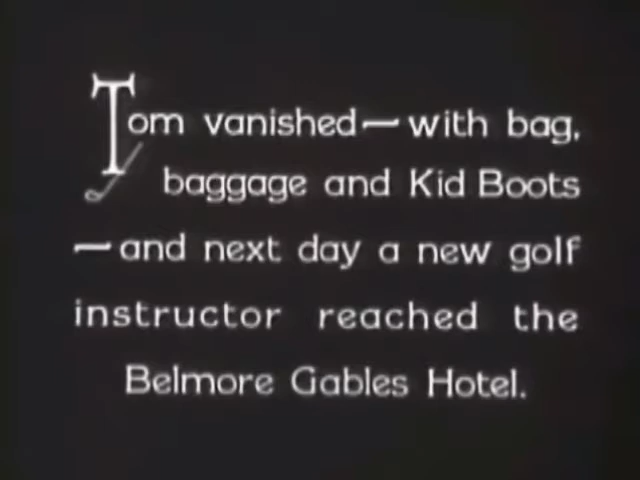 Tom vanished—with bag,
baggage and Kid Boots
—and next day a new golf
instructor reached the
Belmore Gables Hotel.